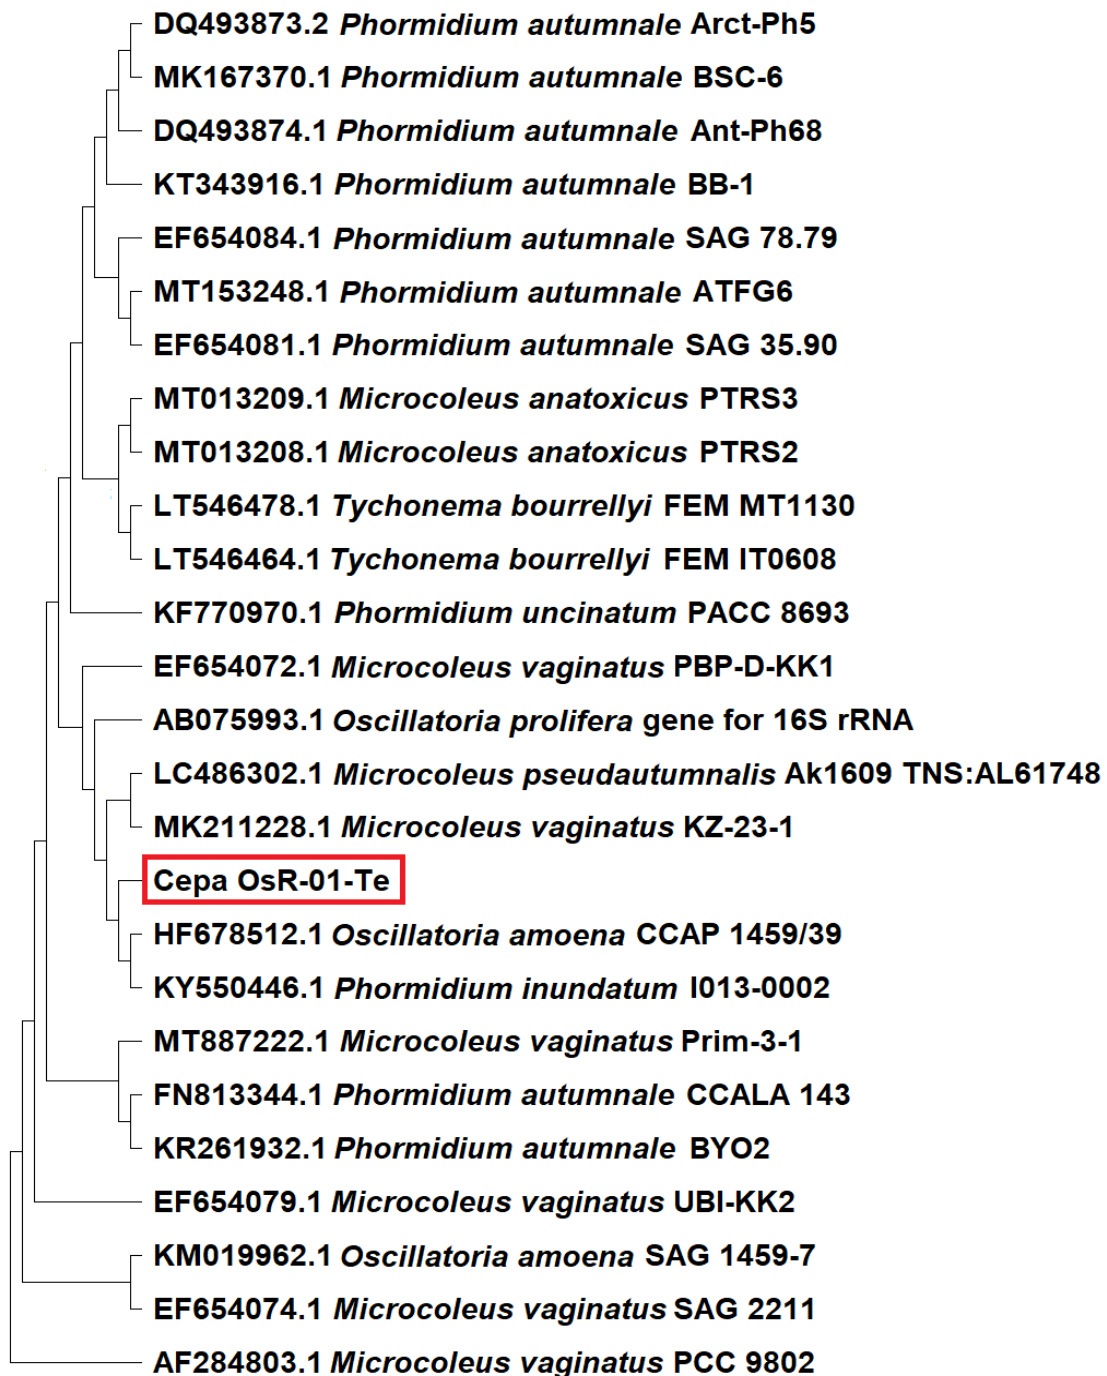 DQ493873.2 Phormidium autumnale Arct-Ph5
MK167370.1 Phormidium autumnale BSC-6
DQ493874.1 Phormidium autumnale Ant-Ph68
KT343916.1 Phormidium autumnale BB-1
EF654084.1 Phormidium autumnale SAG 78.79
MT153248.1 Phormidium autumnale ATFG6
EF654081.1 Phormidium autumnale SAG 35.90
MT013209.1 Microcoleus anatoxicus PTRS3
MT013208.1 Microcoleus anatoxicus PTRS2
LT546478.1 Tychonema bourrellyi FEM MT1130
LT546464.1 Tychonema bourrellyi FEM IT0608
KF770970.1 Phormidium uncinatum PACC 8693
EF654072.1 Microcoleus vaginatus PBP-D-KK1
AB075993.1 Oscillatoria prolifera gene for 16S rRNA
LC486302.1 Microcoleus pseudautumnalis Ak1609 TNS:AL61748
MK211228.1 Microcoleus vaginatus KZ-23-1
Cepa OsR-01-Te
HF678512.1 Oscillatoria amoena CCAP 1459/39
KY550446.1 Phormidium inundatum I013-0002
MT887222.1 Microcoleus vaginatus Prim-3-1
FN813344.1 Phormidium autumnale CCALA 143
KR261932.1 Phormidium autumnale BYO2
EF654079.1 Microcoleus vaginatus UBI-KK2
KM019962.1 Oscillatoria amoena SAG 1459-7
EF654074.1 Microcoleus vaginatus SAG 2211
AF284803.1 Microcoleus vaginatus PCC 9802